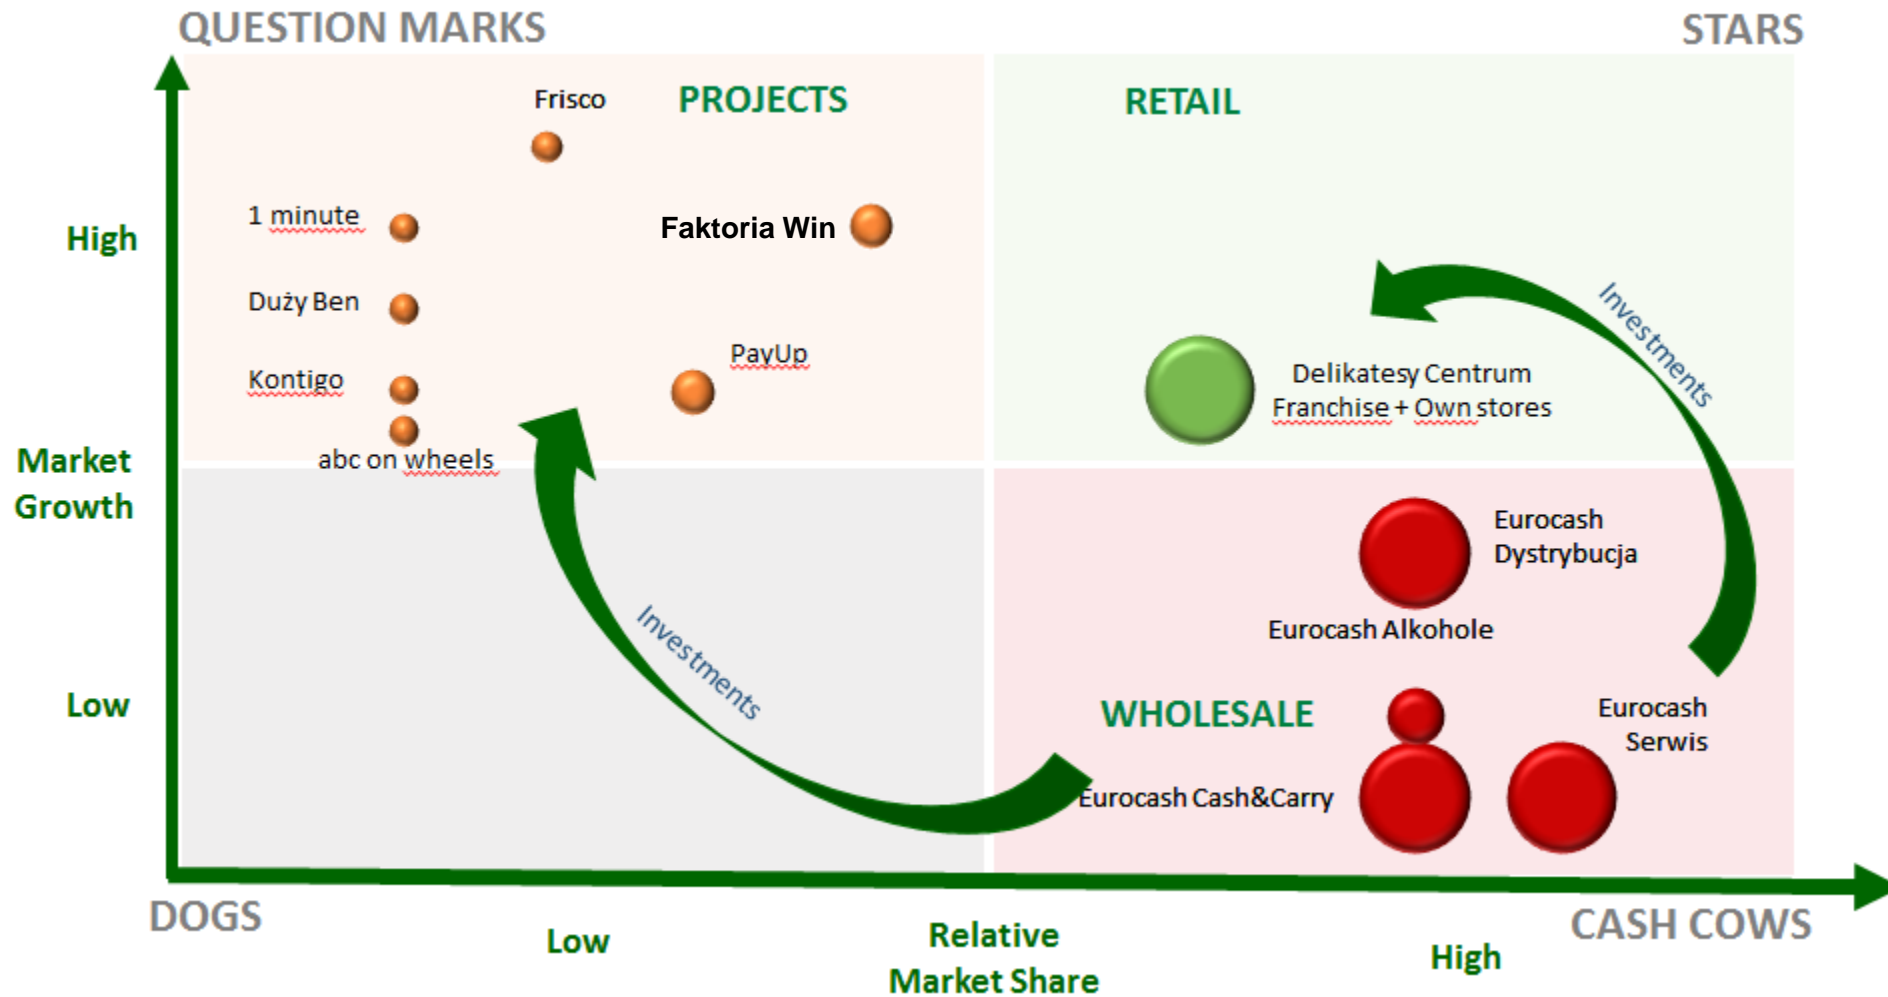 QUESTION MARKS
STARS
Frisco
PROJECTS
RETAIL
1 minute
Faktoria Win
High
Duży Ben
Investments
PayUp
Kontigo
Delikatesy Centrum
Franchise + Own stores
abc on wheels
Market
Growth
Eurocash
Dystrybucja
Eurocash Alkohole
Investments
Low
WHOLESALE
Eurocash
Serwis
Eurocash Cash&Carry
DOGS
CASH COWS
Low
Relative
Market Share
High